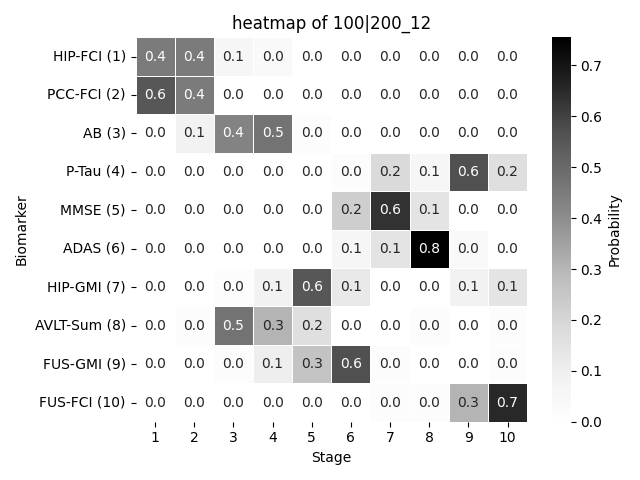 heatmap of 100|200_12
HIP-FCI (1) 0.4 0.4 0.1 0.0 0.0 0.0 0.0 0.0 0.0 0.0
PCC-FCI (2) 0.6 0.4 0.0 0.0 0.0 0.0 0.0 0.0 0.0 0.0
AB (3) 0.0 0.1 0.4 0.5 0.0 0.0 0.0 0.0 0.0 0.0
P-Tau (4) 0.0 0.0 0.0 0.0 0.0 0.0 0.2 0.1 0.6 0.2
MMSE (5) 0.0 0.0 0.0 0.0 0.0 0.2 0.6 0.1 0.0 0.0
ADAS (6) 0.0 0.0 0.0 0.0 0.0 0.1 0.1 0.8 0.0 0.0
HIP-GMI (7) 0.0 0.0 0.0 0.1 0.6 0.1 0.0 0.0 0.1 0.1
AVLT-Sum (8) 0.0 0.0 0.5 0.3 0.2 0.0 0.0 0.0 0.0 0.0
FUS-GMI (9) 0.0 0.0 0.0 0.1 0.3 0.6 0.0 0.0 0.0 0.0
FUS-FCI (10) 0.0 0.0 0.0 0.0 0.0 0.0 0.0 0.0 0.3 0.7
1 2 3 4 5 6 7 8 9 10
Stage
Biomarker
0.7
0.6
0.5
0.4
0.3
0.2
0.1
0.0
Probability